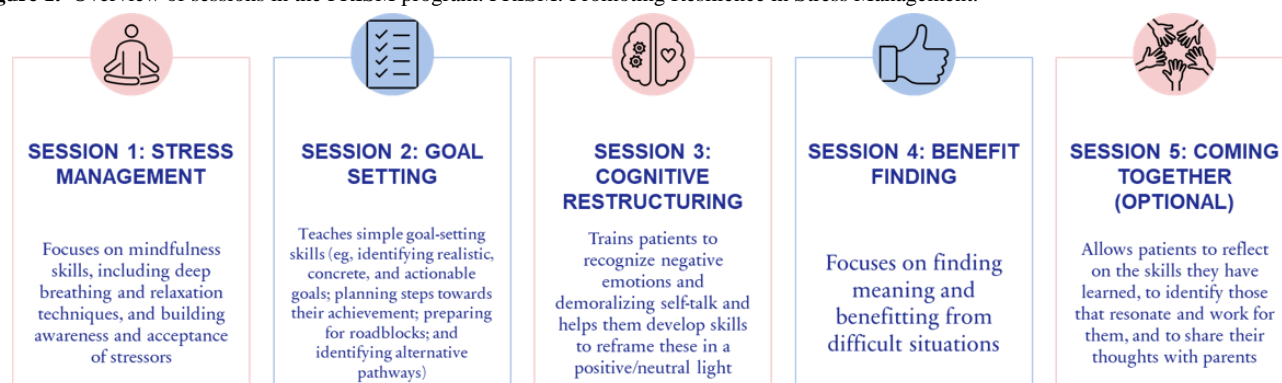 SESSION 1: STRESS
MANAGEMENT
Focuses on mindfulness
skills, including deep
breathing and relaxation
techniques, and building
awareness and acceptance
of stressors
SESSION 2: GOAL
SETTING
Teaches simple goal-setting
skills (eg, identifying realistic,
concrete, and actionable
goals; planning steps towards
their achievement; preparing
for roadblocks; and
identifying alternative
pathways)
SESSION 3:
COGNITIVE
RESTRUCTURING
Trains patients to
recognize negative
emotions and
demoralizing self-talk and
helps them develop skills
to reframe these in a
positive/neutral light
SESSION 4: BENEFIT
FINDING
Focuses on finding
meaning and
benefitting from
difficult situations
SESSION 5: COMING
TOGETHER
(OPTIONAL)
Allows patients to reflect
on the skills they have
learned, to identify those
that resonate and work for
them, and to share their
thoughts with parents